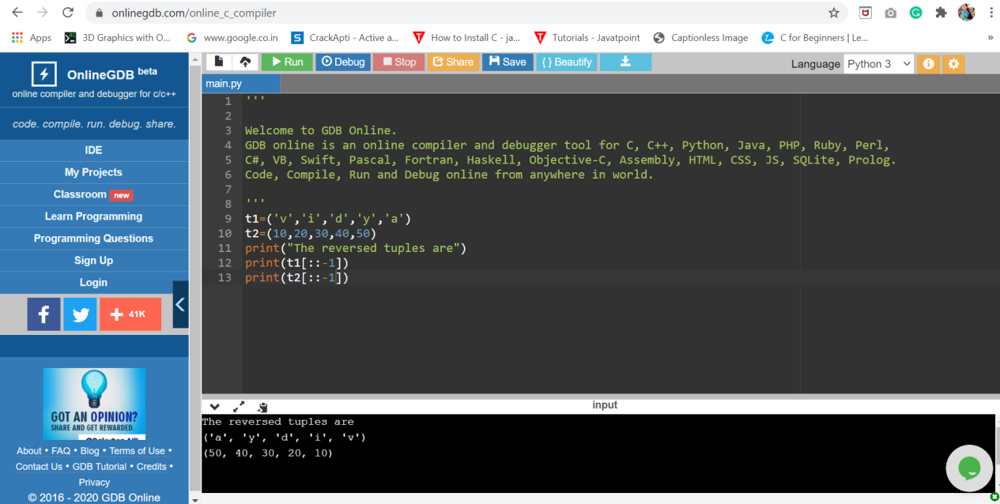 onlinegdb.com/online_c_compiler
Apps
3D Graphics with O...
www.google.co.in
CrackApti - Active a...
How to Install C - ja...
Tutorials - Javatpoint
Captionless Image
C for Beginners | Le...
»
OnlineGDB beta
online compiler and debugger for c/c++
code. compile. run. debug. share.
IDE
My Projects
Classroom new
Learn Programming
Programming Questions
Sign Up
Login
41K
GOT AN OPINION?
SHARE AND GET REWARDED.
About • FAQ • Blog • Terms of Use •
Contact Us • GDB Tutorial • Credits •
Privacy
© 2016 - 2020 GDB Online
Run
Debug
Stop
Share
Save
{ } Beautify
Language Python 3
main.py
1 '''
2
3 Welcome to GDB Online.
4 GDB online is an online compiler and debugger tool for C, C++, Python, Java, PHP, Ruby, Perl,
5 C#, VB, Swift, Pascal, Fortran, Haskell, Objective-C, Assembly, HTML, CSS, JS, SQLite, Prolog.
6 Code, Compile, Run and Debug online from anywhere in world.
7
8 '''
9 t1=('v','i','d','y','a')
10 t2=(10,20,30,40,50)
11 print("The reversed tuples are")
12 print(t1[::-1])
13 print(t2[::-1])
input
The reversed tuples are
('a', 'y', 'd', 'i', 'v')
(50, 40, 30, 20, 10)